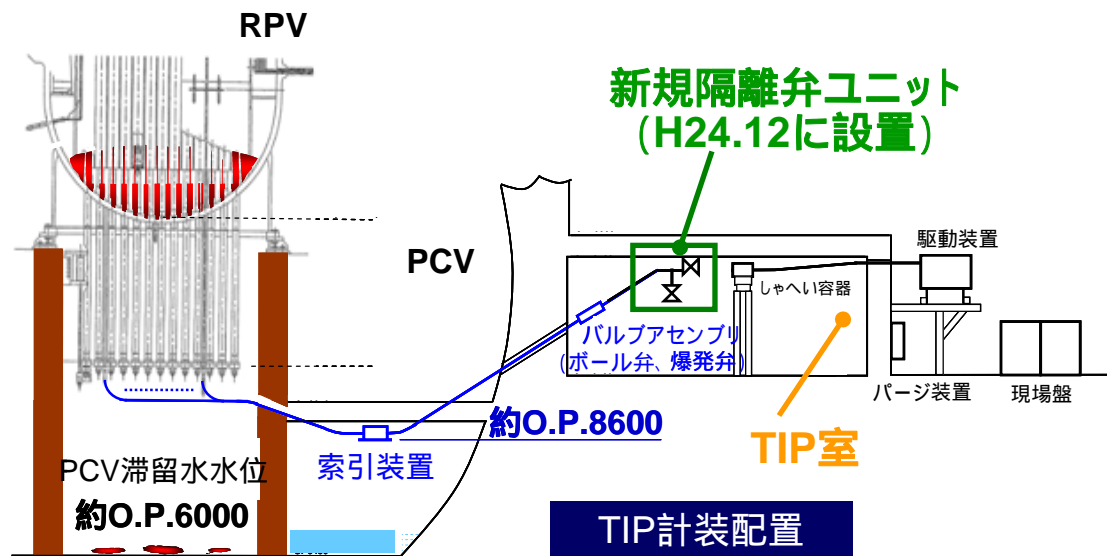 RPV
新規隔離弁ユニット
(H24.12に設置)
PCV
駆動装置
しゃへい容器
バルブアセンブリ
(ボール弁、爆発弁)
パージ装置
現場盤
約O.P.8600
TIP室
索引装置
PCV滞留水水位
約O.P.6000
TIP計装配置